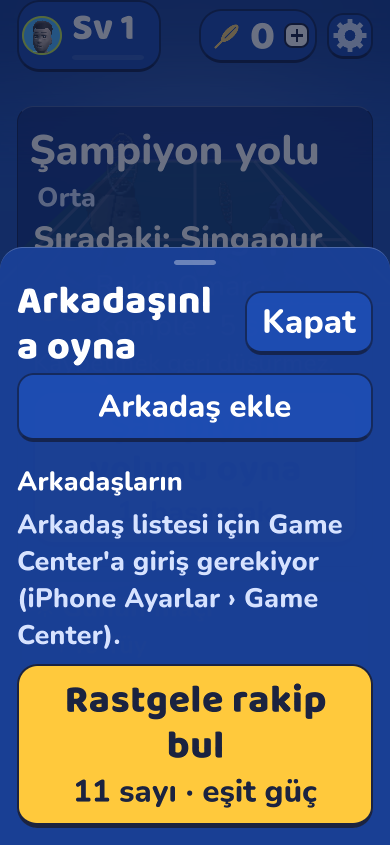 Sv 1
0
Şampiyon yolu
Orta
Sıradaki: Singapur
Arkadaşınl
a oyna
Kapat
Arkadaş ekle
Arkadaşların
Arkadaş listesi için Game
Center'a giriş gerekiyor
(iPhone Ayarlar › Game
Center).
Rastgele rakip
bul
11 sayı · eşit güç